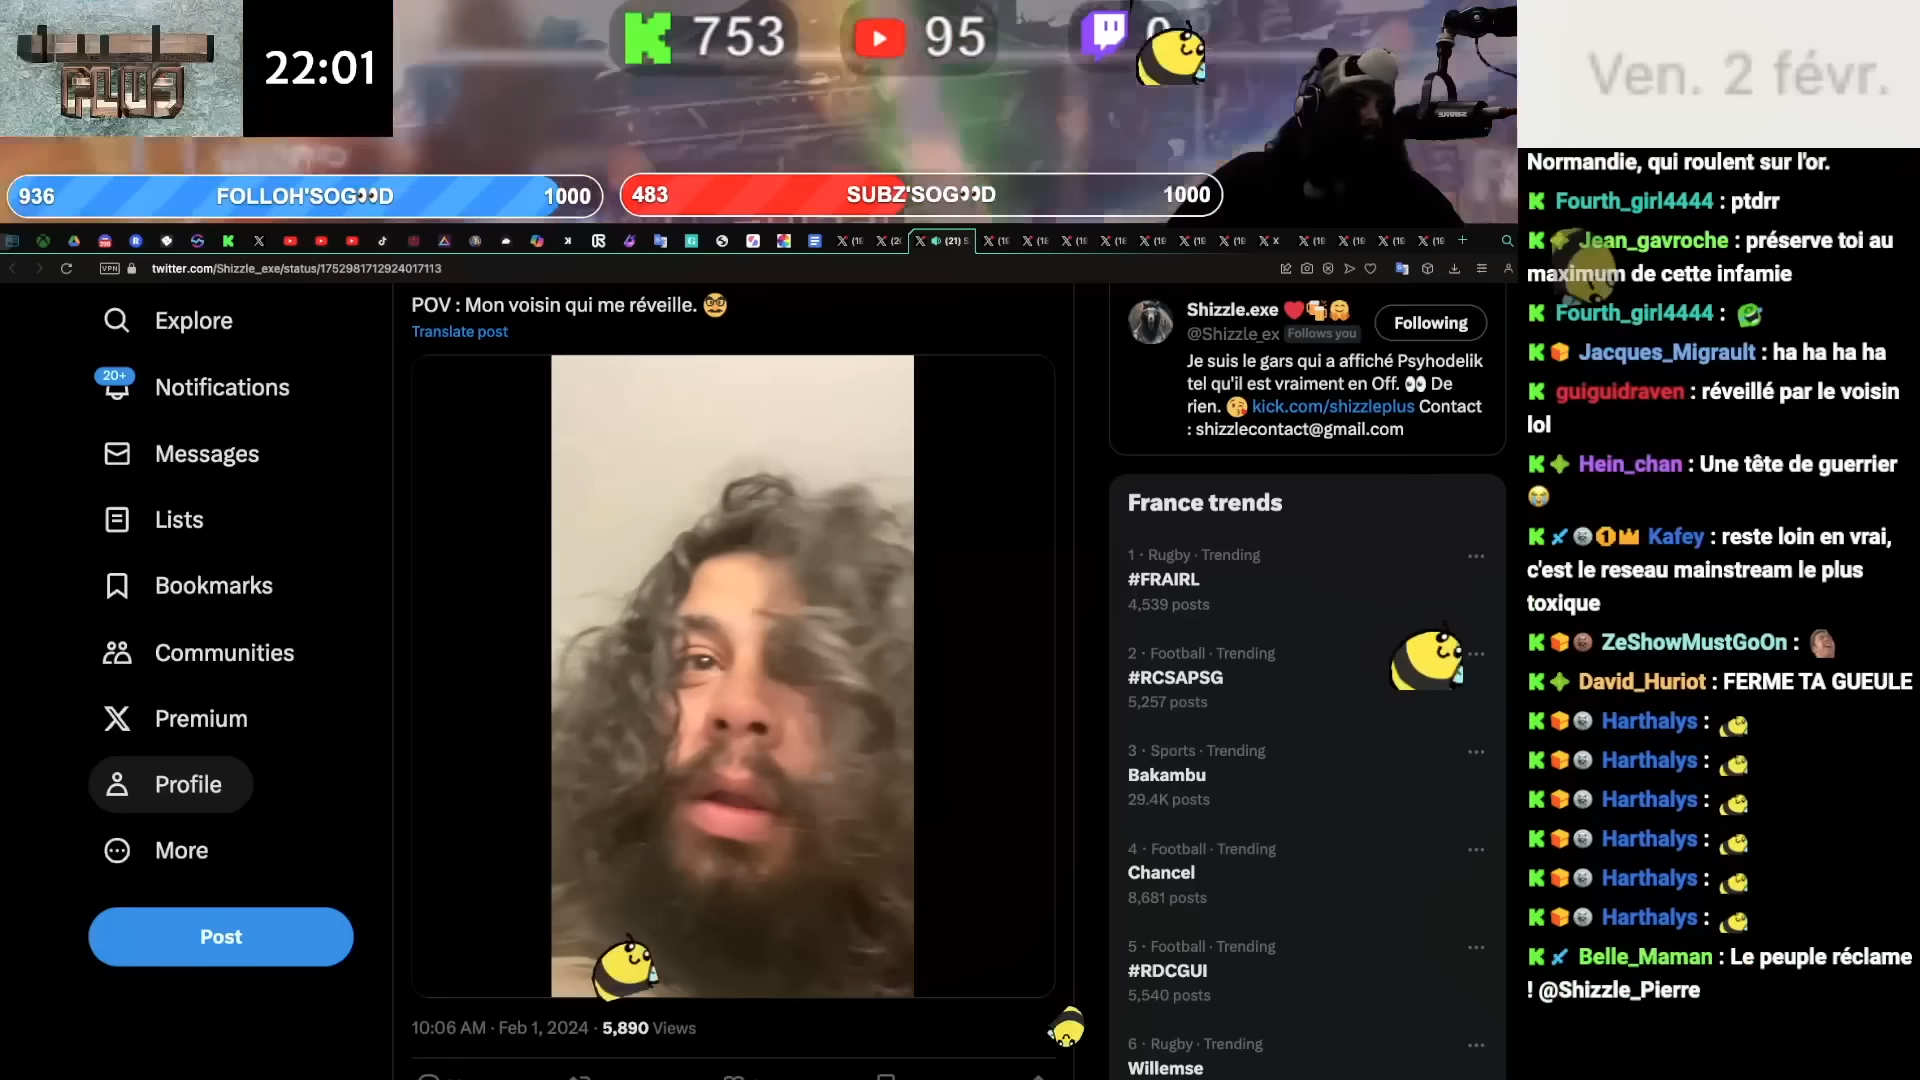 PLUS
22:01
753
95
0
Ven. 2 févr.
936
FOLLOH'SOG👀D
1000
483
SUBZ'SOG👀D
1000
(21)
VPN
twitter.com/Shizzle_exe/status/1752981712924017113
Explore
20+
Notifications
Messages
Lists
Bookmarks
Communities
Premium
Profile
More
Post
POV : Mon voisin qui me réveille. 🥸
Translate post
10:06 AM · Feb 1, 2024 · 5,890 Views
Shizzle.exe ❤️🍻🤗
@Shizzle_ex Follows you
Following
Je suis le gars qui a affiché Psyhodelik
tel qu'il est vraiment en Off. 👀 De
rien. 😘 kick.com/shizzleplus Contact
: shizzlecontact@gmail.com
France trends
1 · Rugby · Trending
#FRAIRL
4,539 posts
2 · Football · Trending
#RCSAPSG
5,257 posts
3 · Sports · Trending
Bakambu
29.4K posts
4 · Football · Trending
Chancel
8,681 posts
5 · Football · Trending
#RDCGUI
5,540 posts
6 · Rugby · Trending
Willemse
Normandie, qui roulent sur l'or.
Fourth_girl4444 : ptdrr
Jean_gavroche : préserve toi au
maximum de cette infamie
Fourth_girl4444 :
Jacques_Migrault : ha ha ha ha
guiguidraven : réveillé par le voisin
lol
Hein_chan : Une tête de guerrier
😭
Kafey : reste loin en vrai,
c'est le reseau mainstream le plus
toxique
ZeShowMustGoOn :
David_Huriot : FERME TA GUEULE
Harthalys :
Harthalys :
Harthalys :
Harthalys :
Harthalys :
Harthalys :
Belle_Maman : Le peuple réclame
! @Shizzle_Pierre